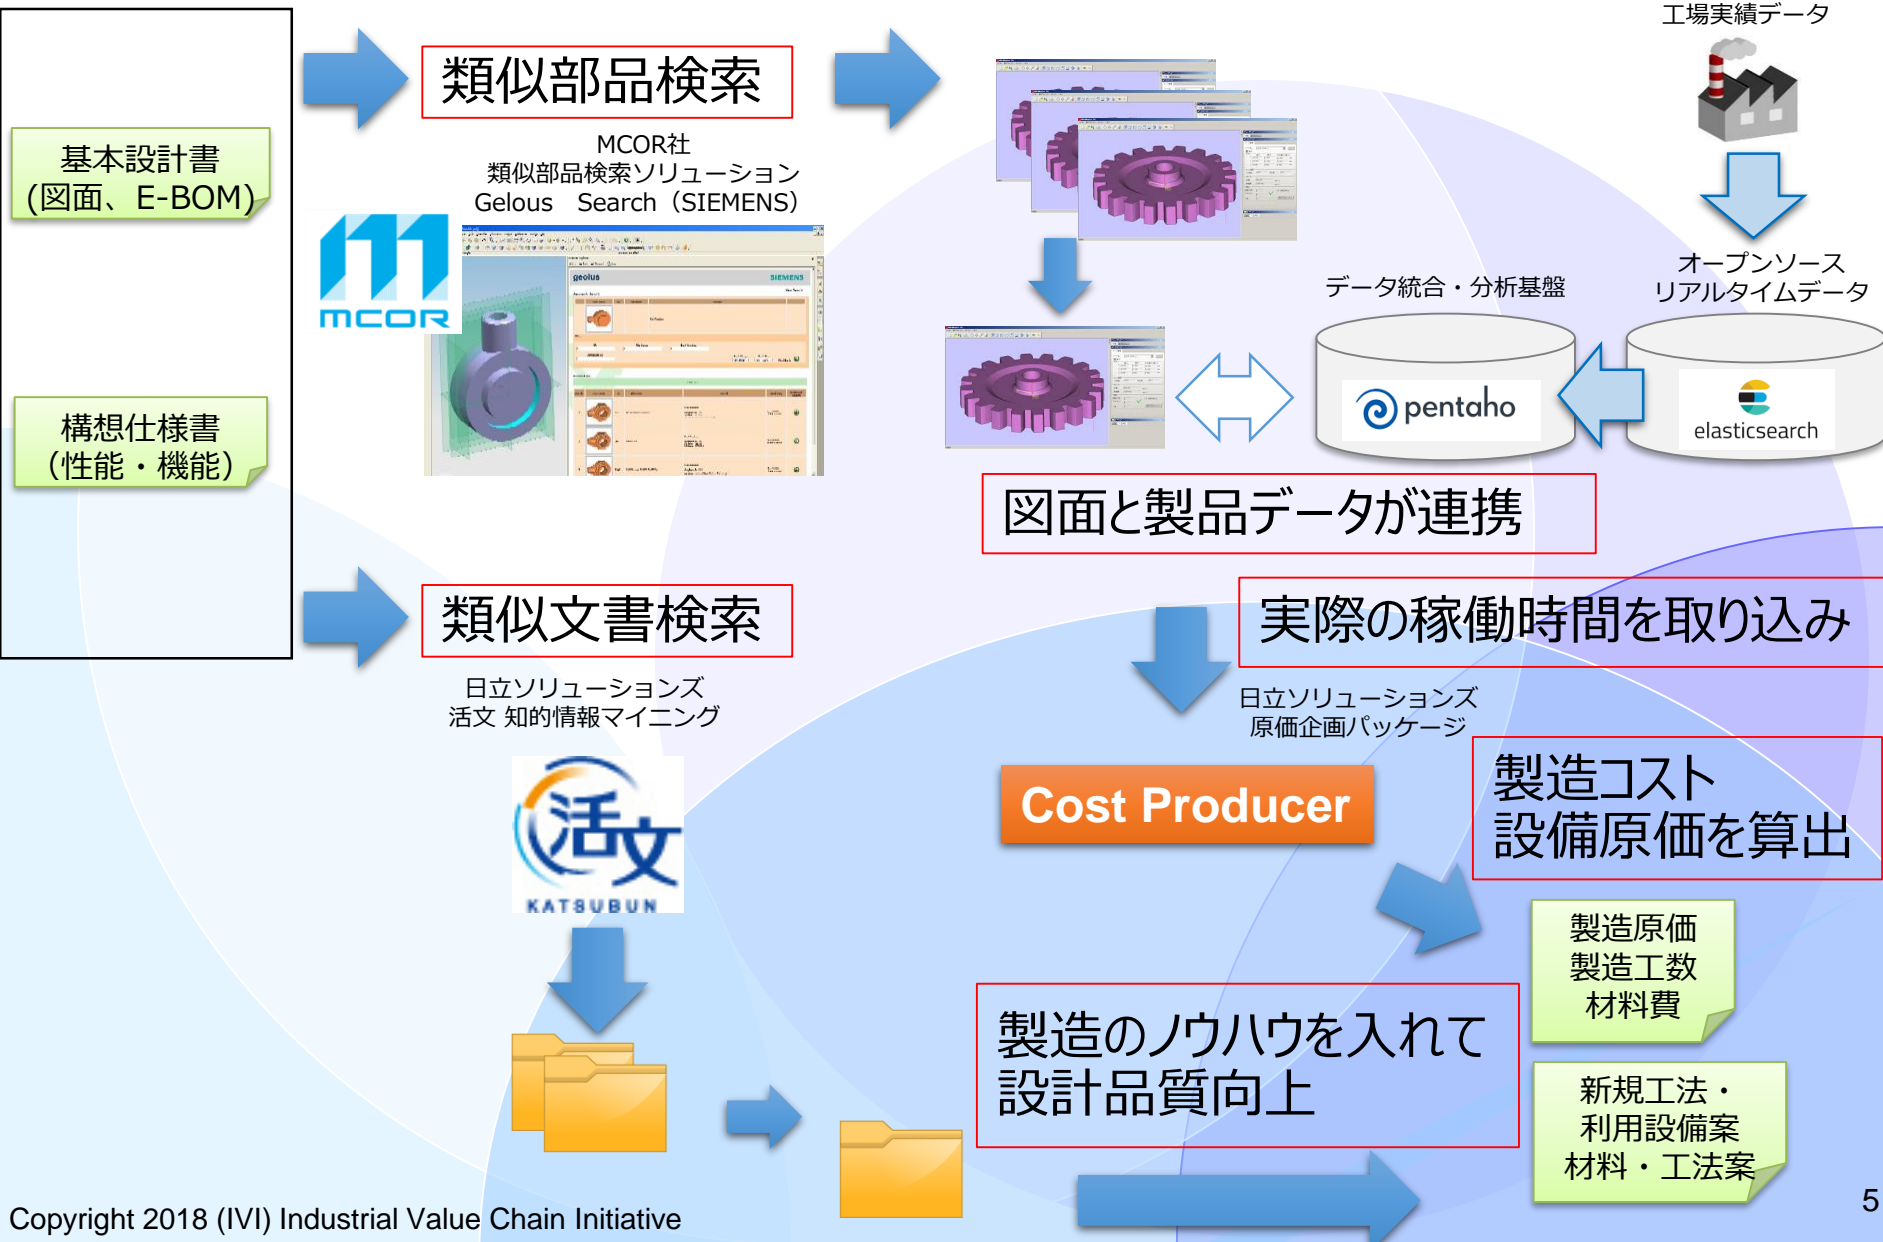 工場実績データ
類似部品検索
基本設計書
(図面、E-BOM)
MCOR社
類似部品検索ソリューション
Gelous Search（SIEMENS）
mcor
geolus
SIEMENS
オープンソース
リアルタイムデータ
データ統合・分析基盤
pentaho
elasticsearch
構想仕様書
（性能・機能）
図面と製品データが連携
類似文書検索
実際の稼働時間を取り込み
日立ソリューションズ
活文 知的情報マイニング
日立ソリューションズ
原価企画パッケージ
活文
KATSUBUN
Cost Producer
製造コスト
設備原価を算出
製造原価
製造工数
材料費
製造のノウハウを入れて
設計品質向上
新規工法・
利用設備案
材料・工法案
Copyright 2018 (IVI) Industrial Value Chain Initiative
5